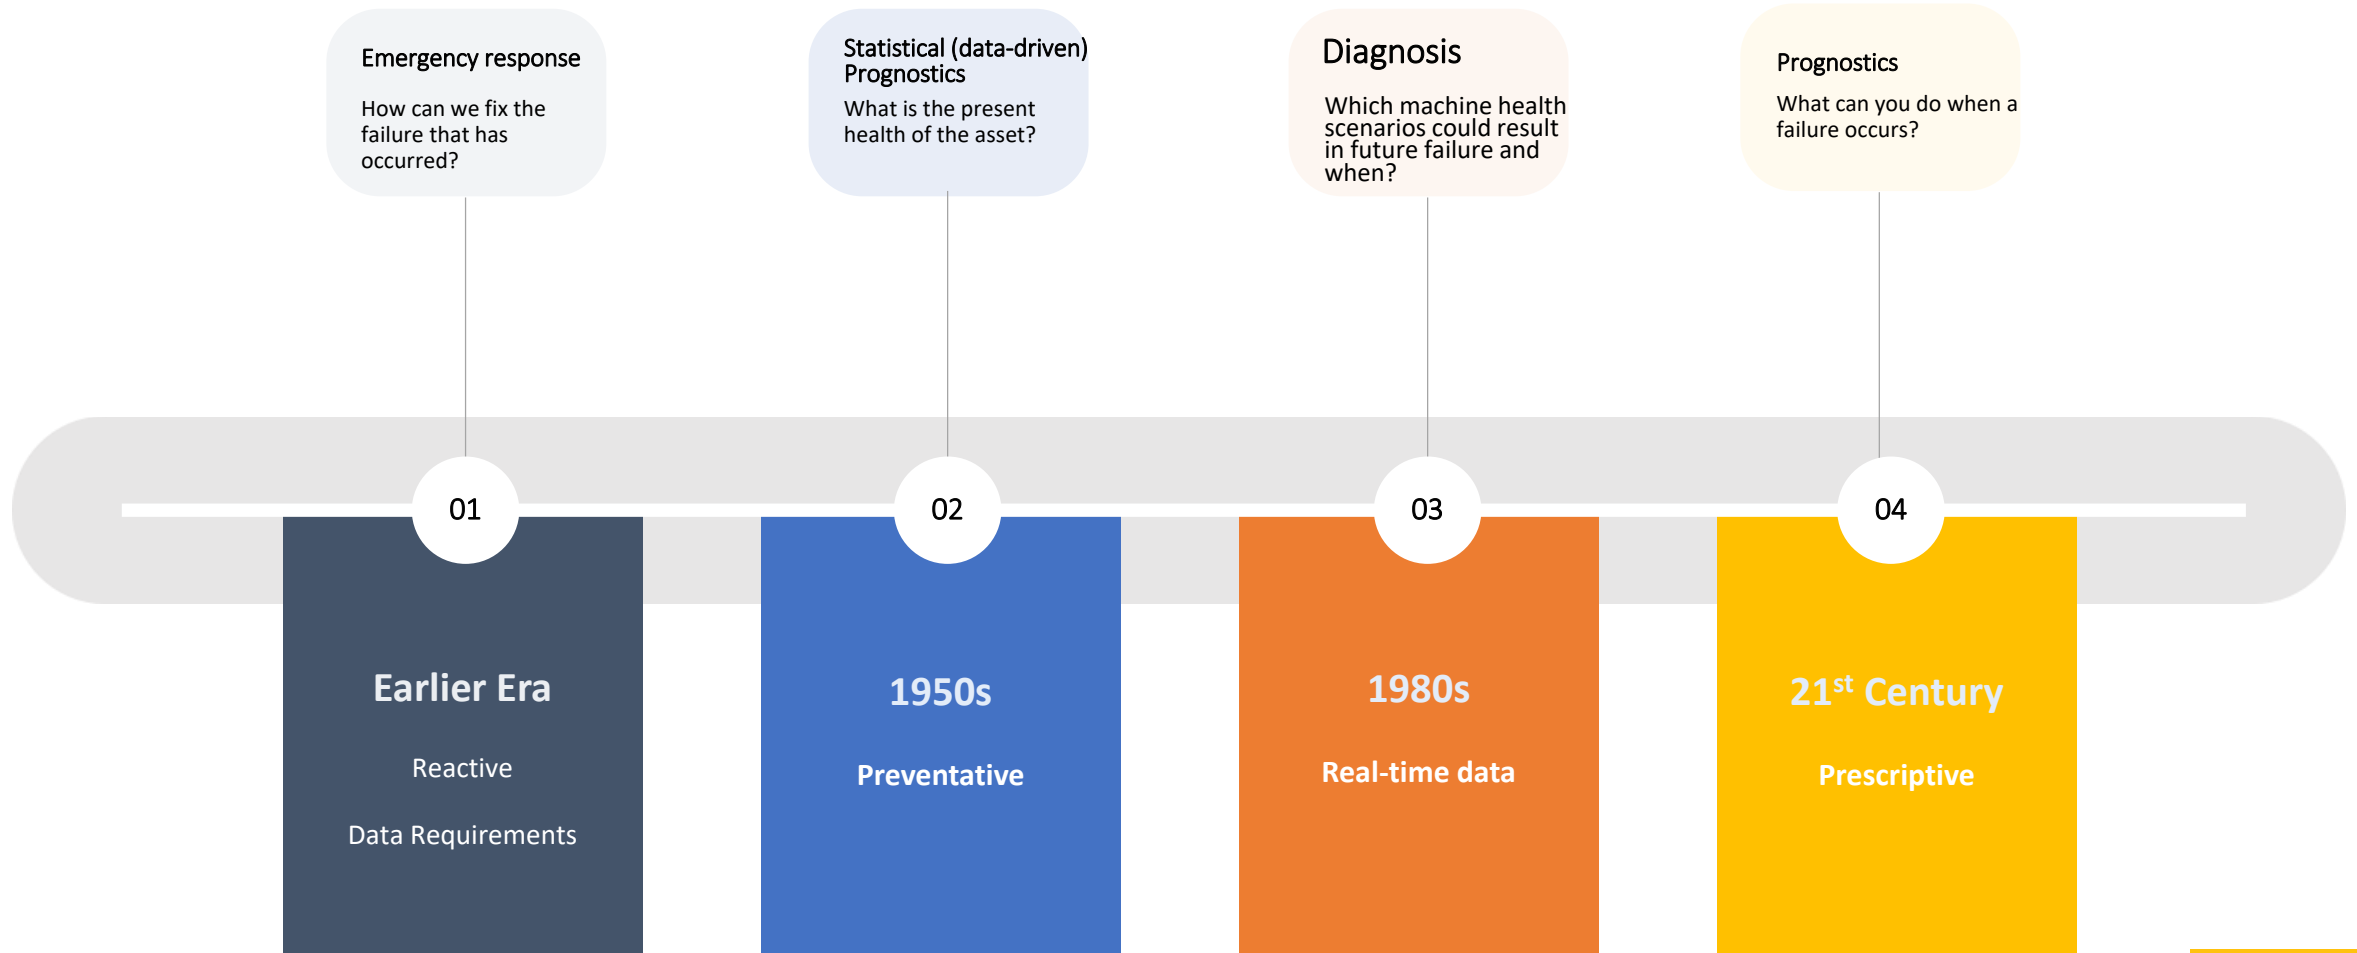 Emergency response
How can we fix the
failure that has
occurred?
Statistical (data-driven)
Prognostics
What is the present
health of the asset?
Diagnosis
Which machine health
scenarios could result
in future failure and
when?
Prognostics
What can you do when a
failure occurs?
01
02
03
04
Earlier Era
Reactive
Data Requirements
1950s
Preventative
1980s
Real-time data
21st Century
Prescriptive